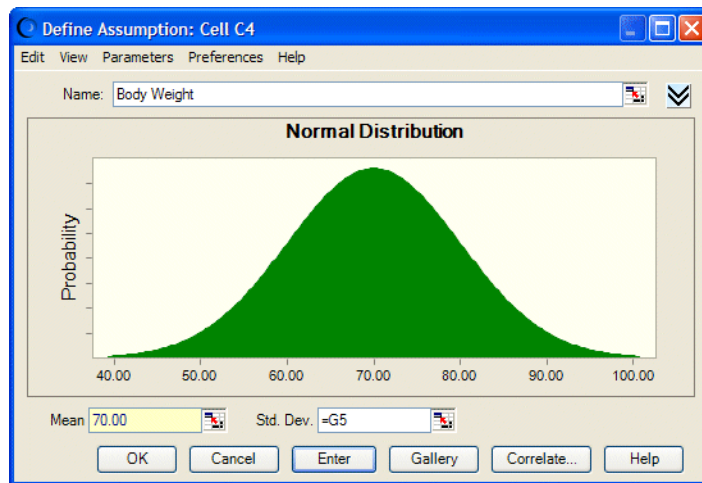 Define Assumption: Cell C4
Edit View Parameters Preferences Help
Name: Body Weight
Normal Distribution
Probability
40.00 50.00 60.00 70.00 80.00 90.00 100.00
Mean 70.00 Std. Dev. =G5
OK Cancel Enter Gallery Correlate... Help